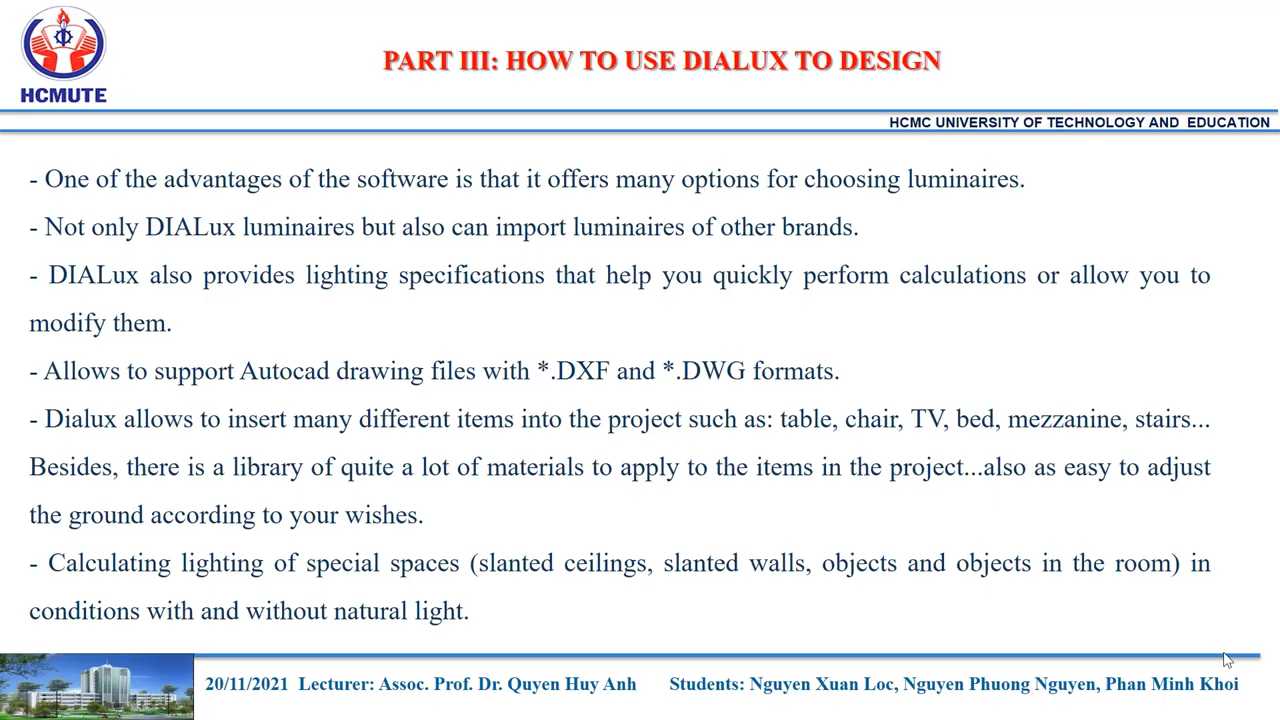 PART III: HOW TO USE DIALUX TO DESIGN
HCMUTE
HCMC UNIVERSITY OF TECHNOLOGY AND EDUCATION
- One of the advantages of the software is that it offers many options for choosing luminaires.
- Not only DIALux luminaires but also can import luminaires of other brands.
- DIALux also provides lighting specifications that help you quickly perform calculations or allow you to
modify them.
- Allows to support Autocad drawing files with *.DXF and *.DWG formats.
- Dialux allows to insert many different items into the project such as: table, chair, TV, bed, mezzanine, stairs...
Besides, there is a library of quite a lot of materials to apply to the items in the project...also as easy to adjust
the ground according to your wishes.
- Calculating lighting of special spaces (slanted ceilings, slanted walls, objects and objects in the room) in
conditions with and without natural light.
20/11/2021 Lecturer: Assoc. Prof. Dr. Quyen Huy Anh Students: Nguyen Xuan Loc, Nguyen Phuong Nguyen, Phan Minh Khoi